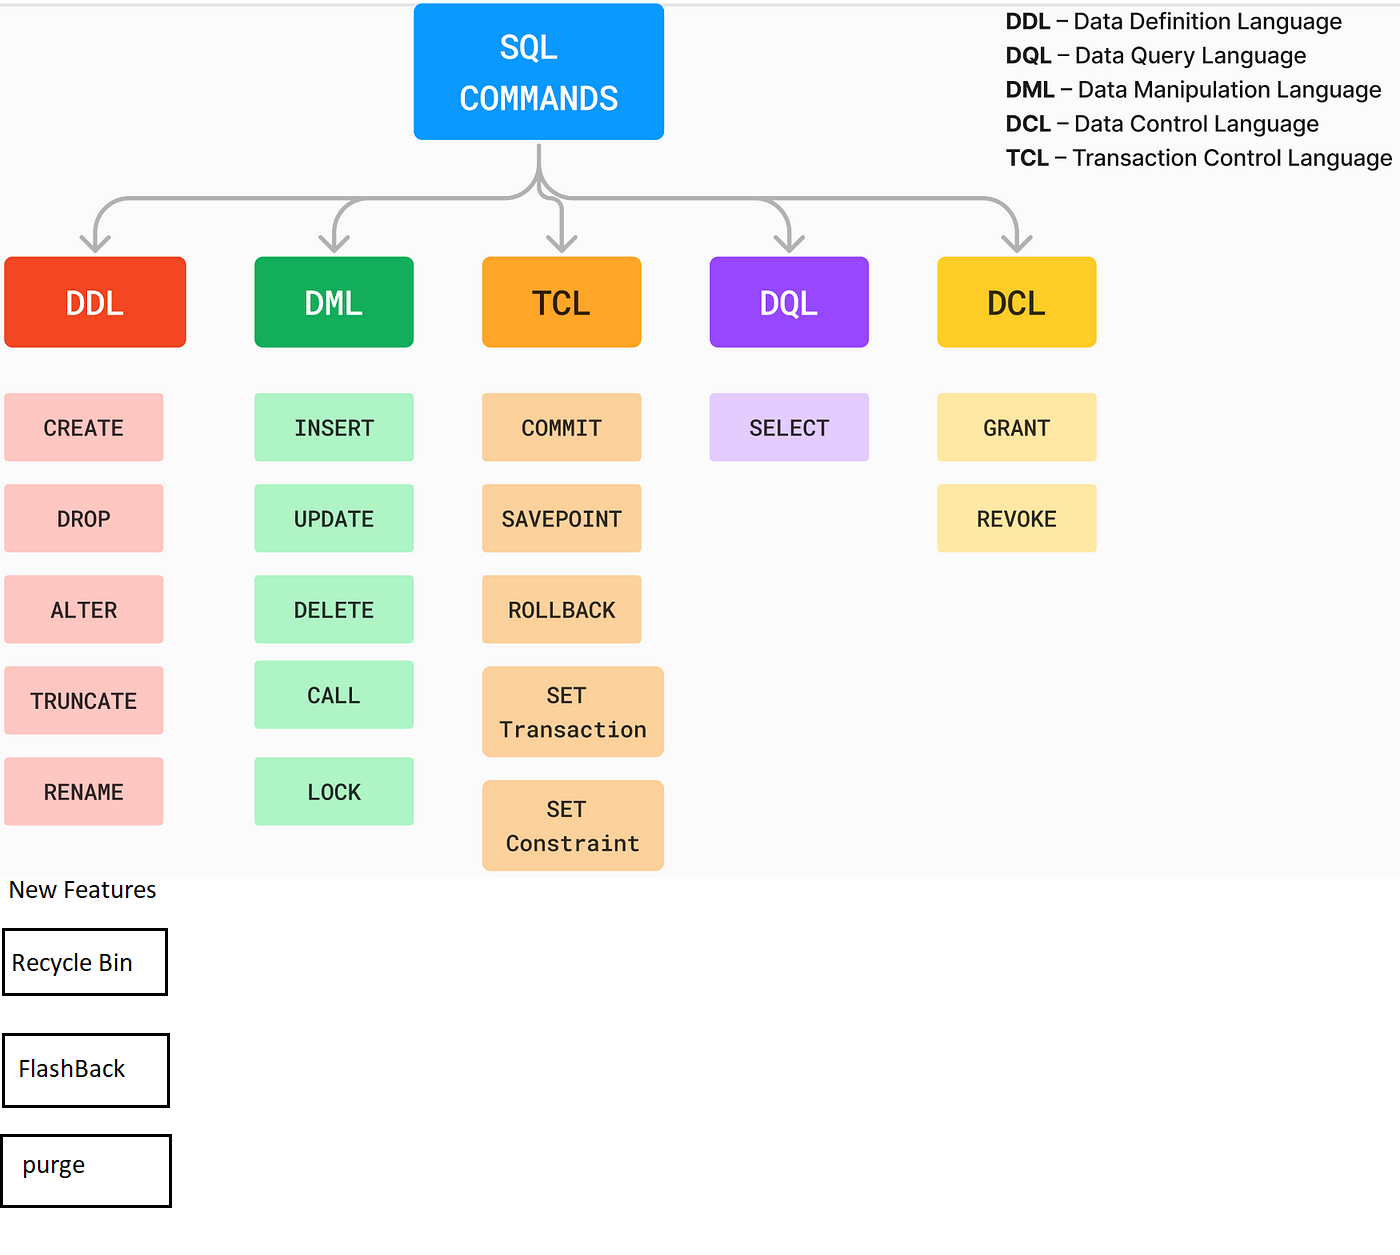 SQL
COMMANDS
DDL – Data Definition Language
DQL – Data Query Language
DML – Data Manipulation Language
DCL – Data Control Language
TCL – Transaction Control Language
DDL
DML
TCL
DQL
DCL
CREATE
INSERT
COMMIT
SELECT
GRANT
DROP
UPDATE
SAVEPOINT
REVOKE
ALTER
DELETE
ROLLBACK
TRUNCATE
CALL
SET
Transaction
RENAME
LOCK
SET
Constraint
New Features
Recycle Bin
FlashBack
purge